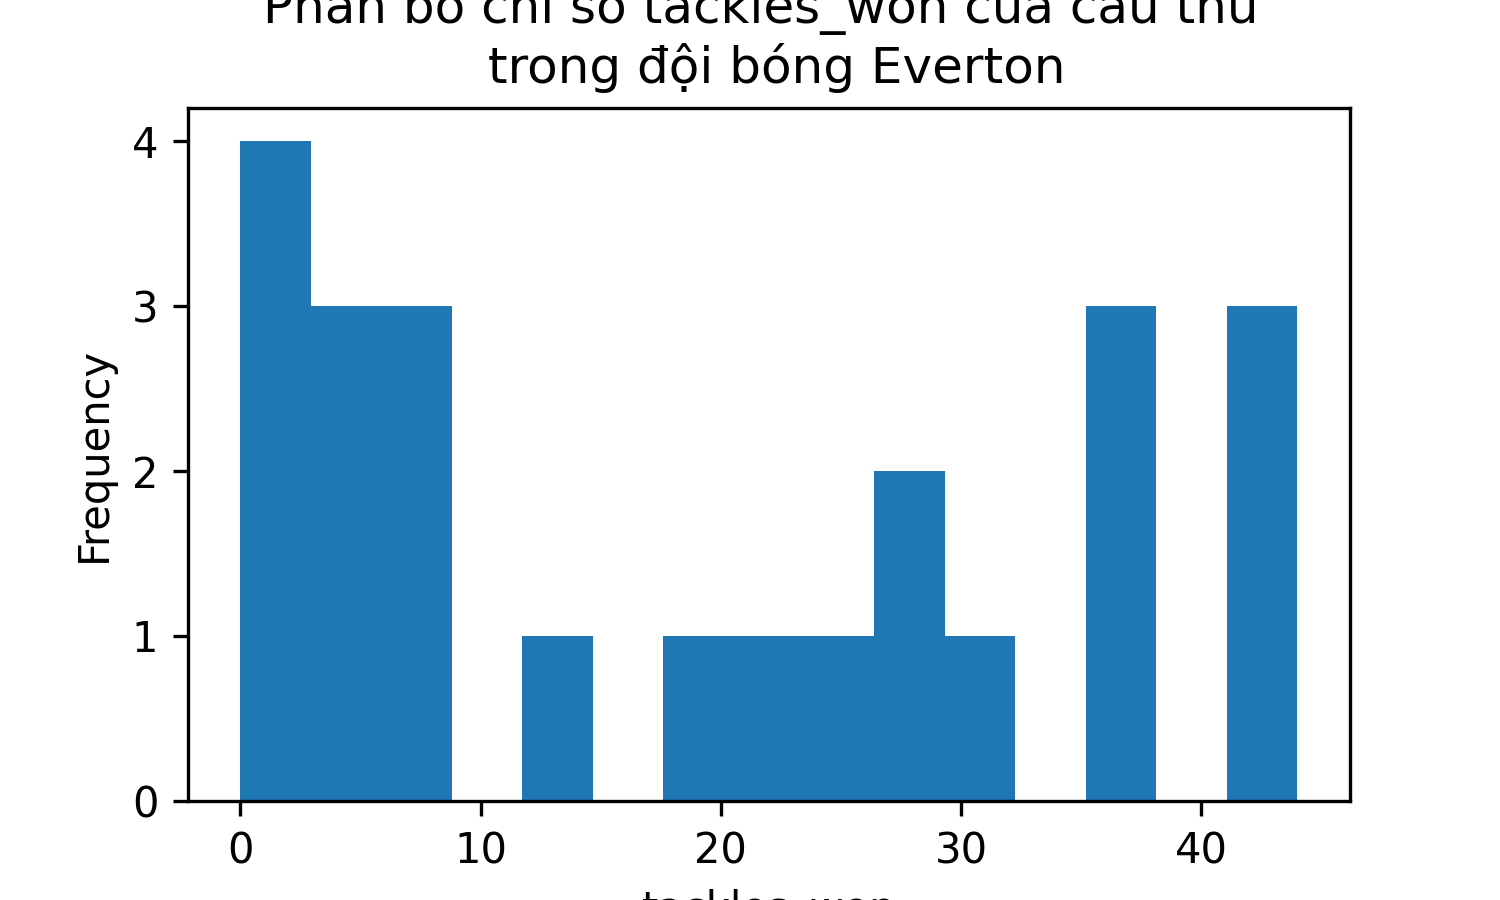 Phân bố chỉ số tackles_won của cầu thủ
trong đội bóng Everton
4
3
2
1
0
Frequency
0 10 20 30 40
tackles_won